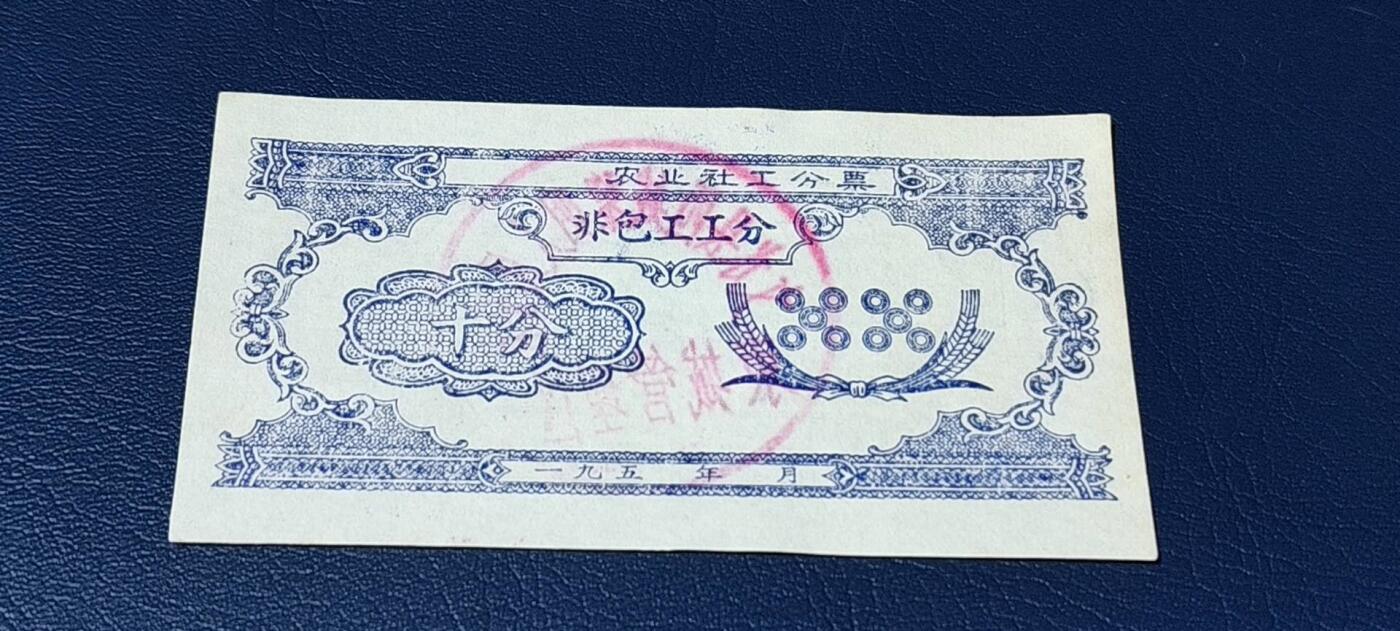 农业社工分票
非包工工分
十分
一九五 年 月